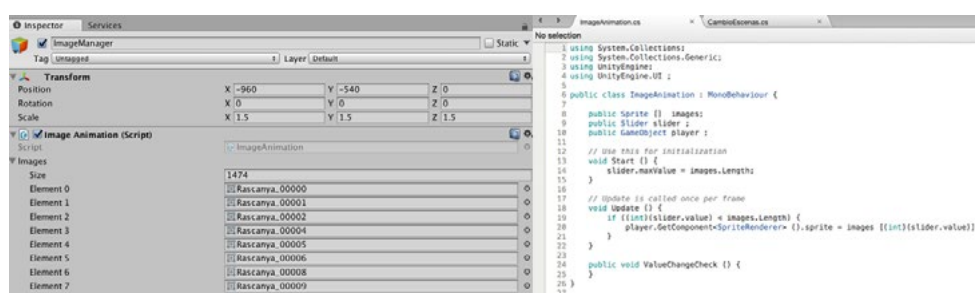 Inspector Services
ImageManager Static
Tag Untagged Layer Default
Transform
Position X -960 Y -540 Z 0
Rotation X 0 Y 0 Z 0
Scale X 1.5 Y 1.5 Z 1.5
Image Animation (Script)
Script ImageAnimation
Images
Size 1474
Element 0 Rascanya_00000
Element 1 Rascanya_00001
Element 2 Rascanya_00002
Element 3 Rascanya_00004
Element 4 Rascanya_00005
Element 5 Rascanya_00006
Element 6 Rascanya_00008
Element 7 Rascanya_00009
ImageAnimation.cs × CambioEscenas.cs ×
No selection
1 using System.Collections;
2 using System.Collections.Generic;
3 using UnityEngine;
4 using UnityEngine.UI ;
5
6 public class ImageAnimation : MonoBehaviour {
7
8 public Sprite [] images;
9 public Slider slider ;
10 public GameObject player ;
11
12 // Use this for initialization
13 void Start () {
14 slider.maxValue = images.Length;
15 }
16
17 // Update is called once per frame
18 void Update () {
19 if ((int)(slider.value) < images.Length) {
20 player.GetComponent<SpriteRenderer> ().sprite = images [(int)(slider.value)]
21 }
22 }
23
24 public void ValueChangeCheck () {
25 }
26 }
27